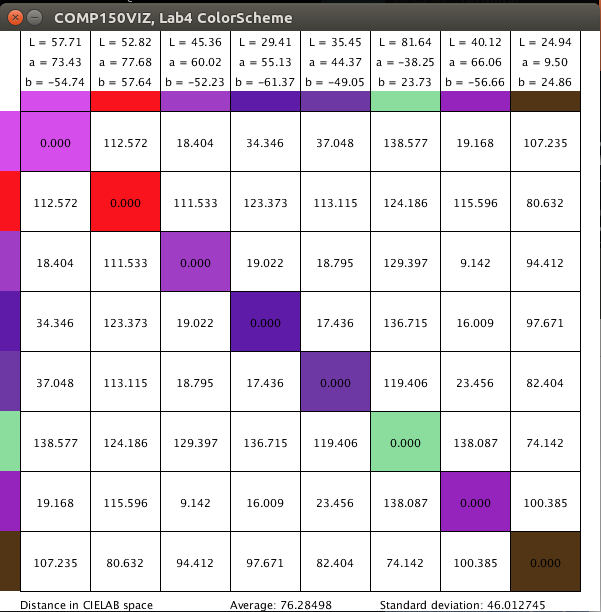 COMP150VIZ, Lab4 ColorScheme
L = 57.71 L = 52.82 L = 45.36 L = 29.41 L = 35.45 L = 81.64 L = 40.12 L = 24.94
a = 73.43 a = 77.68 a = 60.02 a = 55.13 a = 44.37 a = −38.25 a = 66.06 a = 9.50
b = −54.74 b = 57.64 b = −52.23 b = −61.37 b = −49.05 b = 23.73 b = −56.66 b = 24.86
0.000 112.572 18.404 34.346 37.048 138.577 19.168 107.235
112.572 0.000 111.533 123.373 113.115 124.186 115.596 80.632
18.404 111.533 0.000 19.022 18.795 129.397 9.142 94.412
34.346 123.373 19.022 0.000 17.436 136.715 16.009 97.671
37.048 113.115 18.795 17.436 0.000 119.406 23.456 82.404
138.577 124.186 129.397 136.715 119.406 0.000 138.087 74.142
19.168 115.596 9.142 16.009 23.456 138.087 0.000 100.385
107.235 80.632 94.412 97.671 82.404 74.142 100.385 0.000
Distance in CIELAB space Average: 76.28498 Standard deviation: 46.012745